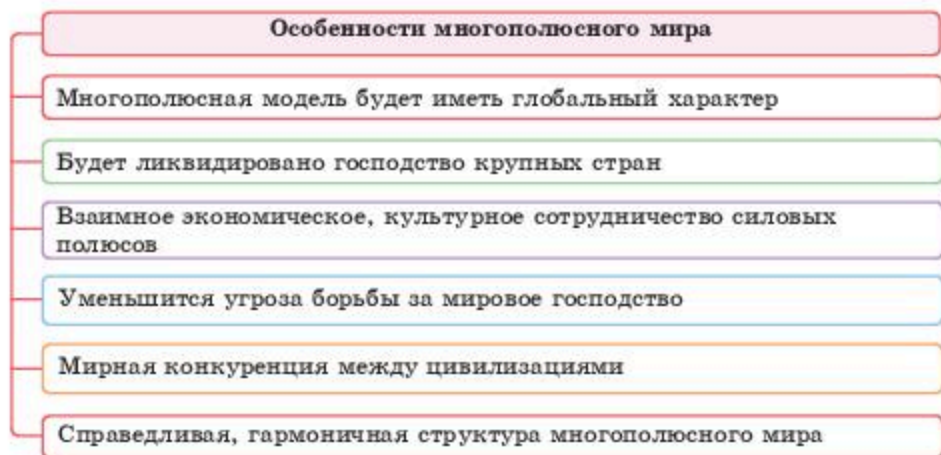 Особенности многополюсного мира
Многополюсная модель будет иметь глобальный характер
Будет ликвидировано господство крупных стран
Взаимное экономическое, культурное сотрудничество силовых
полюсов
Уменьшится угроза борьбы за мировое господство
Мирная конкуренция между цивилизациями
Справедливая, гармоничная структура многополюсного мира